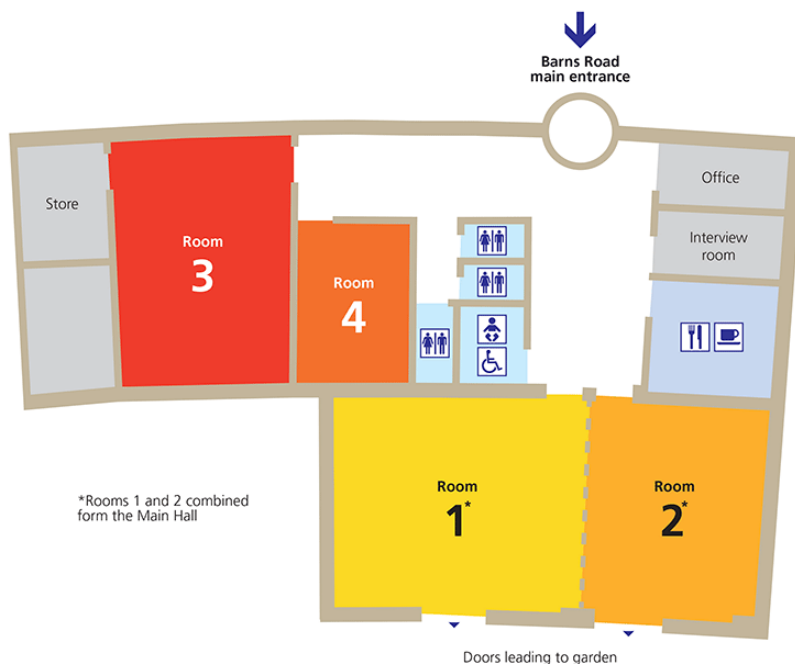 Barns Road
main entrance
Store
Room
3
Room
4
Office
Interview
room
Room
1*
Room
2*
*Rooms 1 and 2 combined
form the Main Hall
Doors leading to garden